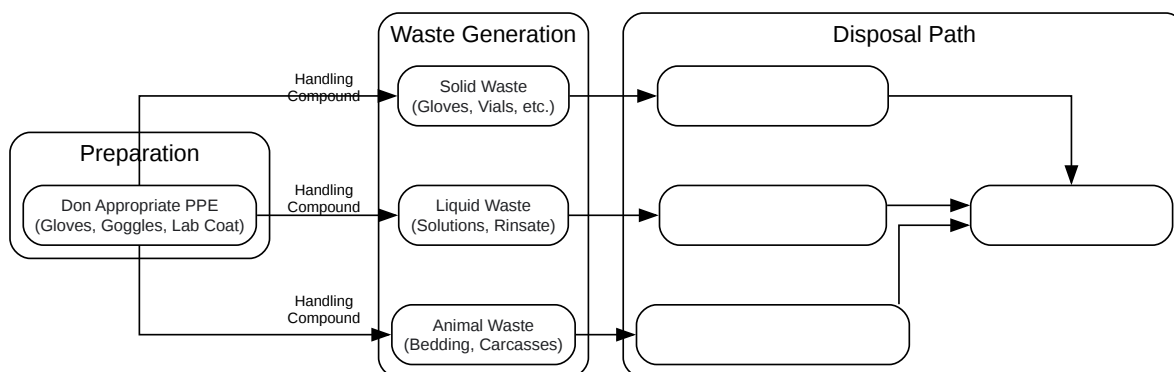 Waste Generation
Disposal Path
Handling
Compound
Solid Waste
(Gloves, Vials, etc.)
Preparation
Don Appropriate PPE
(Gloves, Goggles, Lab Coat)
Handling
Compound
Liquid Waste
(Solutions, Rinsate)
Handling
Compound
Animal Waste
(Bedding, Carcasses)